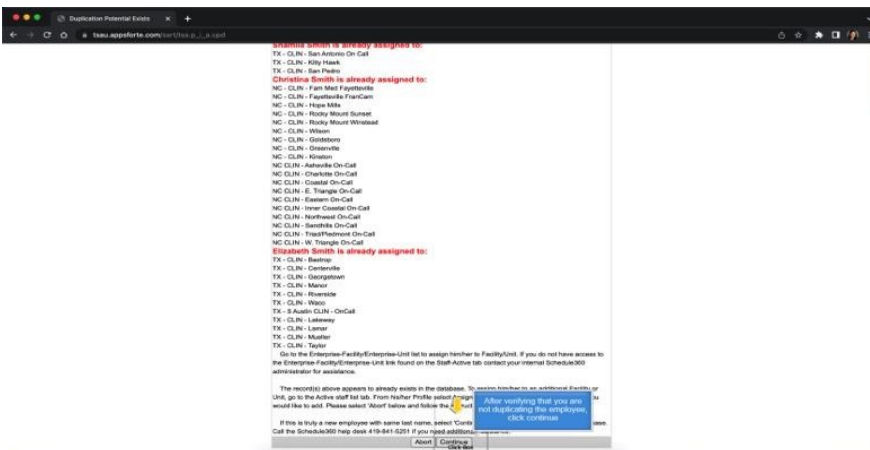 Duplication Potential Exists
tsau.appsforte.com/
Shamila Smith is already assigned to:
TX - CLIN - San Antonio On Call
TX - CLIN - Kitty Hawk
TX - CLIN - San Pedro
Christina Smith is already assigned to:
NC - CLIN - Fam Med Fayetteville
NC - CLIN - Fayetteville FranCam
NC - CLIN - Hope Mills
NC - CLIN - Rocky Mount Sunset
NC - CLIN - Rocky Mount Winstead
NC - CLIN - Wilson
NC - CLIN - Goldsboro
NC - CLIN - Greenville
NC - CLIN - Kinston
NC CLIN - Asheville On-Call
NC CLIN - Charlotte On-Call
NC CLIN - Coastal On-Call
NC CLIN - E. Triangle On-Call
NC CLIN - Eastern On-Call
NC CLIN - Inner Coastal On-Call
NC CLIN - Northwest On-Call
NC CLIN - Sandhills On-Call
NC CLIN - Triad/Piedmont On-Call
NC CLIN - W. Triangle On-Call
Elizabeth Smith is already assigned to:
TX - CLIN - Bastrop
TX - CLIN - Centerville
TX - CLIN - Georgetown
TX - CLIN - Manor
TX - CLIN - Riverside
TX - CLIN - Waco
TX - S Austin CLIN - OnCall
TX - CLIN - Lakeway
TX - CLIN - Lamar
TX - CLIN - Mueller
TX - CLIN - Taylor
Go to the Enterprise-Facility/Enterprise-Unit list to assign him/her to Facility/Unit. If you do not have access to
the Enterprise-Facility/Enterprise-Unit link found on the Staff-Active tab contact your internal Schedule360
administrator for assistance.
The record(s) above appears to already exists in the database. To assign him/her to an additional Facility or
Unit, go to the Active staff list tab. From his/her Profile select Assign
would like to add. Please select 'Abort' below and follow the
If this is truly a new employee with same last name, select
Call the Schedule360 help desk 419-841-5251 if you need additional
After verifying that you are
not duplicating the employee,
click continue
Abort Continue
Click Box